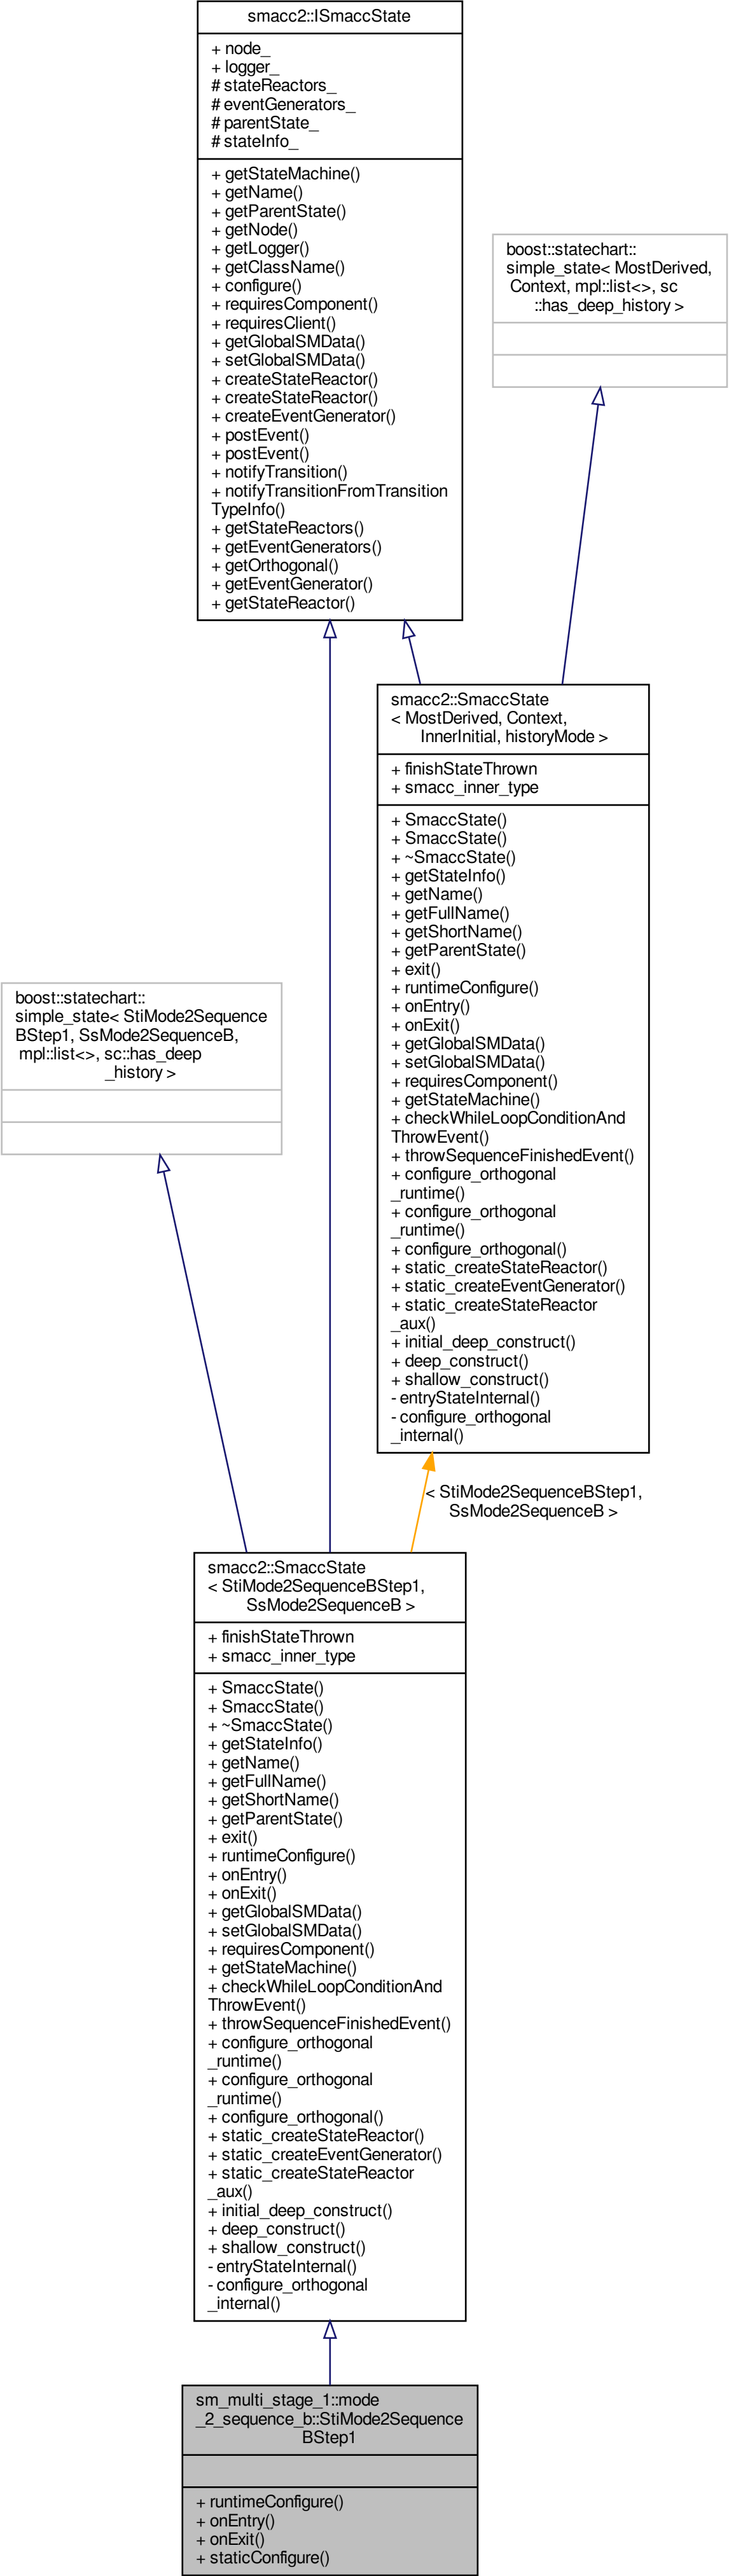 smacc2::ISmaccState
+ node_
+ logger_
# stateReactors_
# eventGenerators_
# parentState_
# stateInfo_
+ getStateMachine()
+ getName()
+ getParentState()
+ getNode()
+ getLogger()
+ getClassName()
+ configure()
+ requiresComponent()
+ requiresClient()
+ getGlobalSMData()
+ setGlobalSMData()
+ createStateReactor()
+ createStateReactor()
+ createEventGenerator()
+ postEvent()
+ postEvent()
+ notifyTransition()
+ notifyTransitionFromTransition
TypeInfo()
+ getStateReactors()
+ getEventGenerators()
+ getOrthogonal()
+ getEventGenerator()
+ getStateReactor()
boost::statechart::
simple_state< MostDerived,
Context, mpl::list<>, sc
::has_deep_history >
smacc2::SmaccState
< MostDerived, Context,
InnerInitial, historyMode >
+ finishStateThrown
+ smacc_inner_type
+ SmaccState()
+ SmaccState()
+ ~SmaccState()
+ getStateInfo()
+ getName()
+ getFullName()
+ getShortName()
+ getParentState()
+ exit()
+ runtimeConfigure()
+ onEntry()
+ onExit()
+ getGlobalSMData()
+ setGlobalSMData()
+ requiresComponent()
+ getStateMachine()
+ checkWhileLoopConditionAnd
ThrowEvent()
+ throwSequenceFinishedEvent()
+ configure_orthogonal
_runtime()
+ configure_orthogonal
_runtime()
+ configure_orthogonal()
+ static_createStateReactor()
+ static_createEventGenerator()
+ static_createStateReactor
_aux()
+ initial_deep_construct()
+ deep_construct()
+ shallow_construct()
- entryStateInternal()
- configure_orthogonal
_internal()
boost::statechart::
simple_state< StiMode2Sequence
BStep1, SsMode2SequenceB,
mpl::list<>, sc::has_deep
_history >
< StiMode2SequenceBStep1,
SsMode2SequenceB >
smacc2::SmaccState
< StiMode2SequenceBStep1,
SsMode2SequenceB >
+ finishStateThrown
+ smacc_inner_type
+ SmaccState()
+ SmaccState()
+ ~SmaccState()
+ getStateInfo()
+ getName()
+ getFullName()
+ getShortName()
+ getParentState()
+ exit()
+ runtimeConfigure()
+ onEntry()
+ onExit()
+ getGlobalSMData()
+ setGlobalSMData()
+ requiresComponent()
+ getStateMachine()
+ checkWhileLoopConditionAnd
ThrowEvent()
+ throwSequenceFinishedEvent()
+ configure_orthogonal
_runtime()
+ configure_orthogonal
_runtime()
+ configure_orthogonal()
+ static_createStateReactor()
+ static_createEventGenerator()
+ static_createStateReactor
_aux()
+ initial_deep_construct()
+ deep_construct()
+ shallow_construct()
- entryStateInternal()
- configure_orthogonal
_internal()
sm_multi_stage_1::mode
_2_sequence_b::StiMode2Sequence
BStep1
+ runtimeConfigure()
+ onEntry()
+ onExit()
+ staticConfigure()